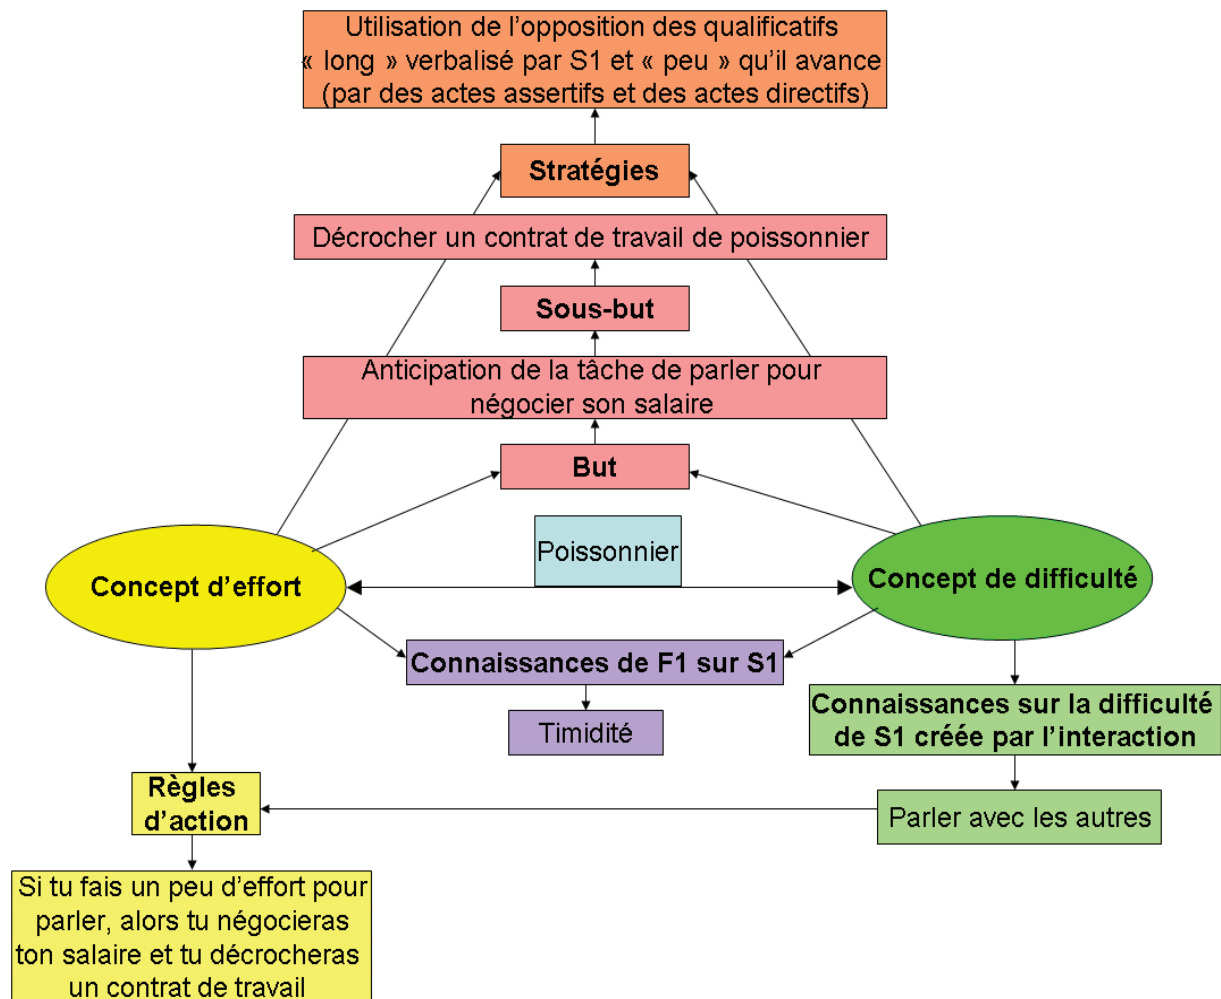 Utilisation de l'opposition des qualificatifs
« long » verbalisé par S1 et « peu » qu'il avance
(par des actes assertifs et des actes directifs)
Stratégies
Décrocher un contrat de travail de poissonnier
Sous-but
Anticipation de la tâche de parler pour
négocier son salaire
But
Poissonnier
Concept d'effort
Concept de difficulté
Connaissances de F1 sur S1
Timidité
Connaissances sur la difficulté
de S1 créée par l'interaction
Règles
d'action
Parler avec les autres
Si tu fais un peu d'effort pour
parler, alors tu négocieras
ton salaire et tu décrocheras
un contrat de travail